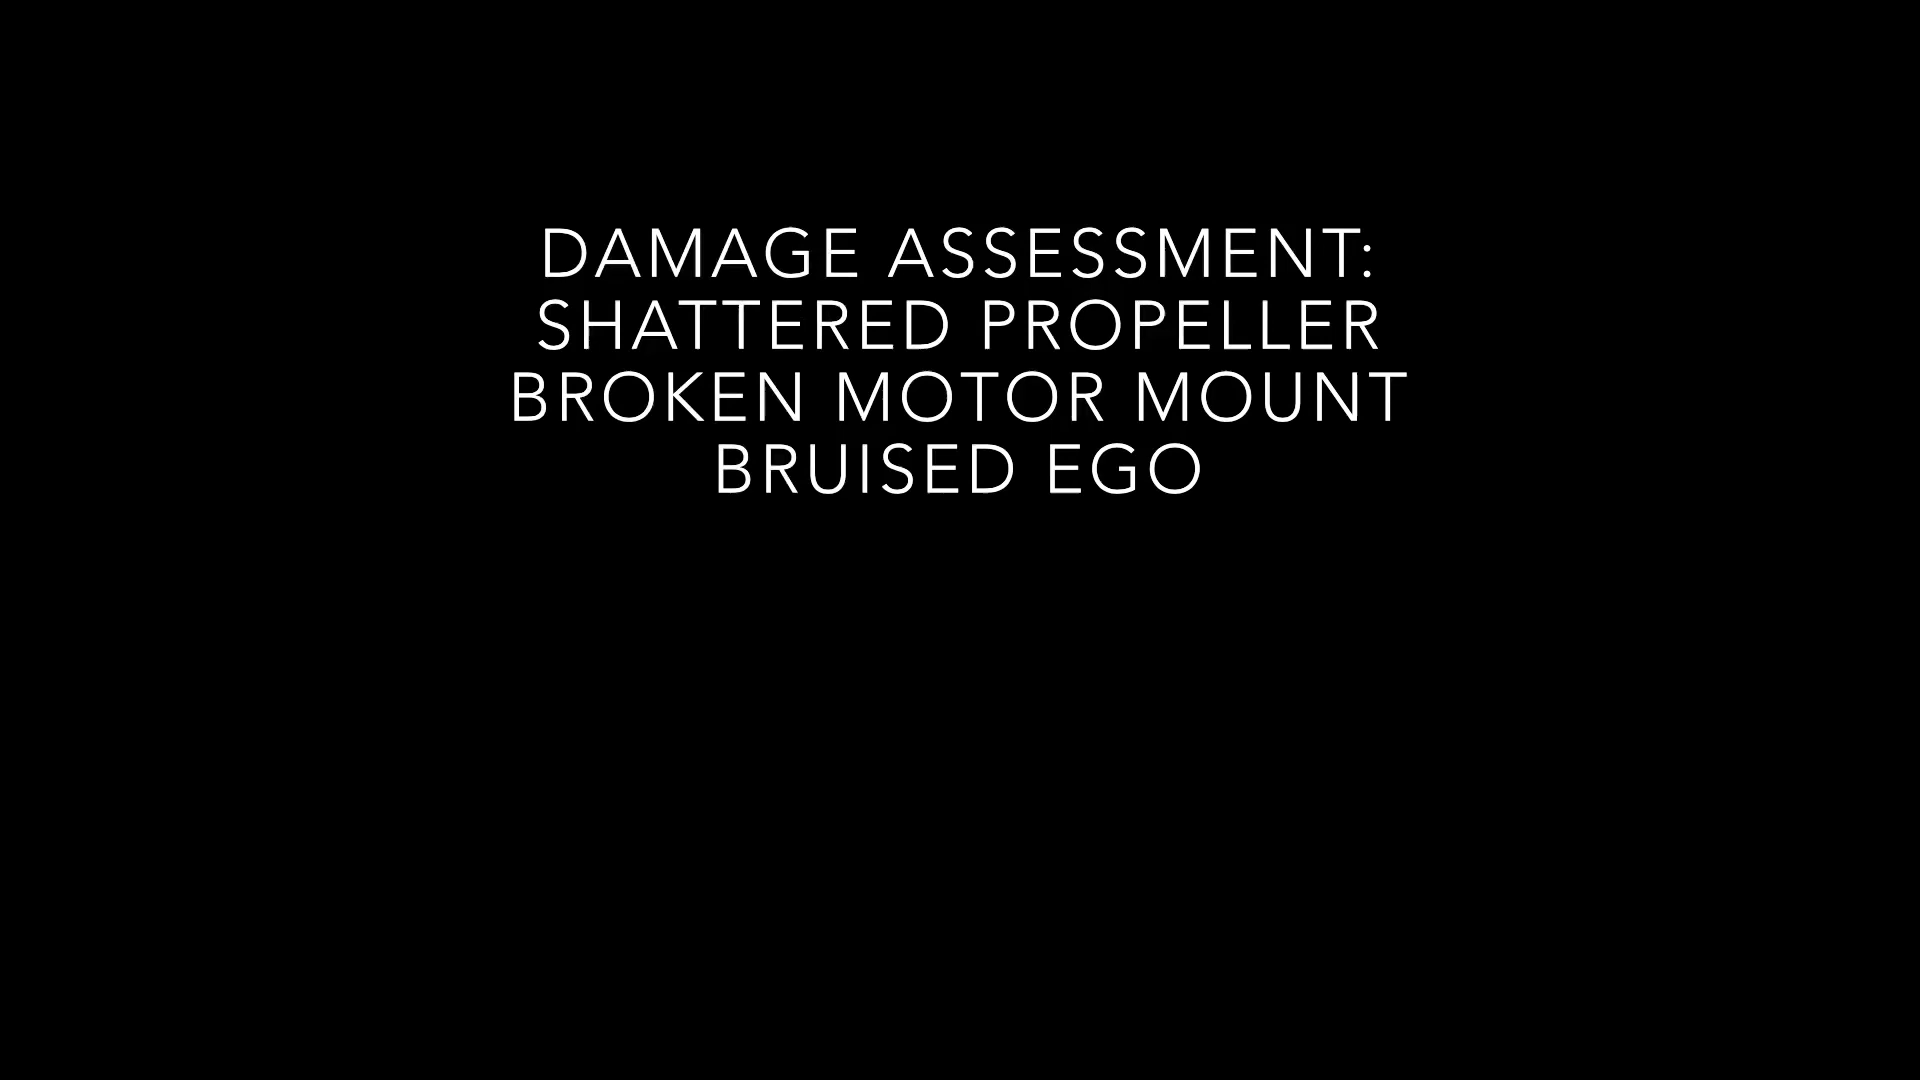 DAMAGE ASSESSMENT:
SHATTERED PROPELLER
BROKEN MOTOR MOUNT
BRUISED EGO